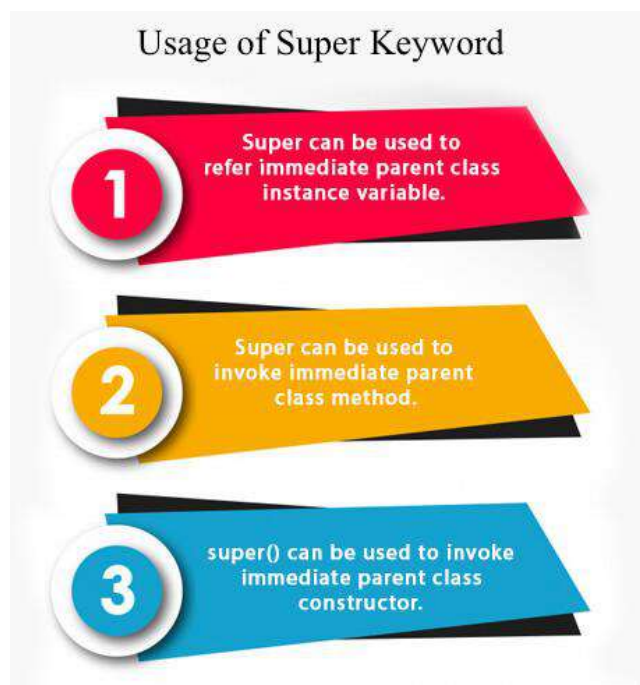 Usage of Super Keyword
1
Super can be used to
refer immediate parent class
instance variable.
2
Super can be used to
invoke immediate parent
class method.
3
super() can be used to invoke
immediate parent class
constructor.